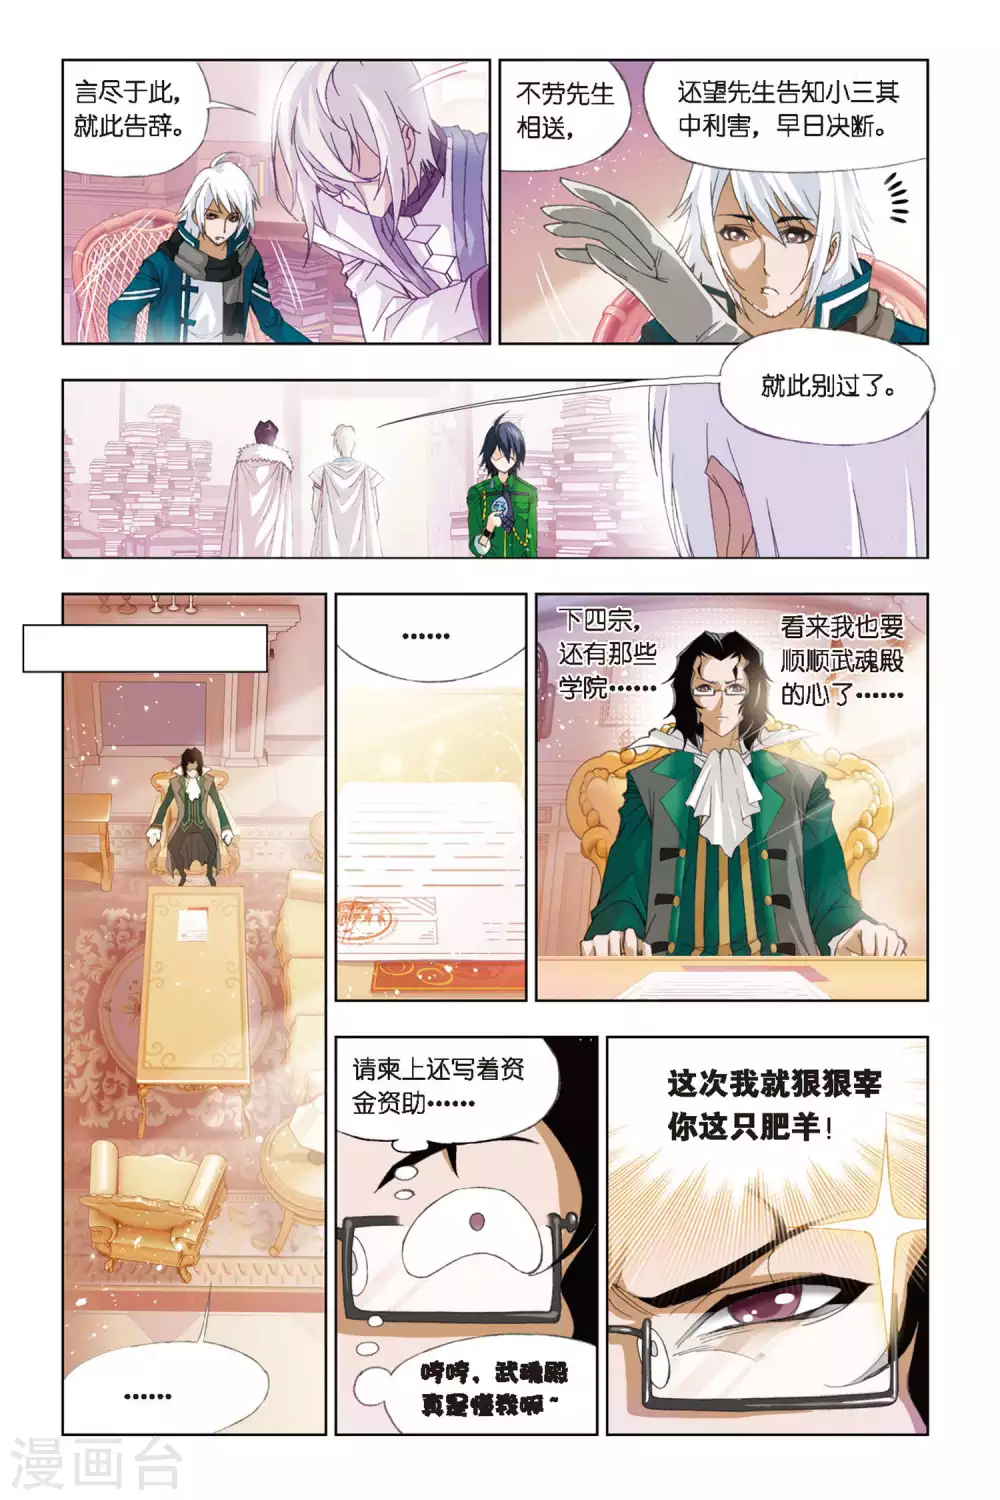 言尽于此，
就此告辞。
不劳先生
相送，
还望先生告知小三其
中利害，早日决断。
就此别过了。
……
下四宗，
还有那些
学院……
看来我也要
顺顺武魂殿
的心了……
……
请柬上还写着资
金资助……
哼哼，武魂殿
真是懂我啊~
这次我就狠狠宰
你这只肥羊！
漫画台